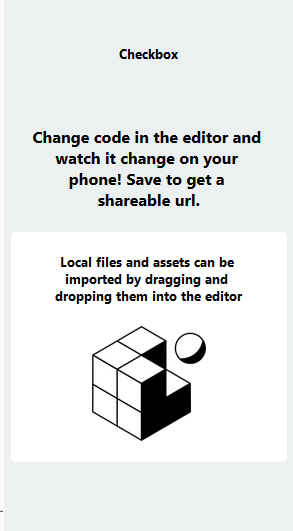 Checkbox
Change code in the editor and
watch it change on your
phone! Save to get a
shareable url.
Local files and assets can be
imported by dragging and
dropping them into the editor